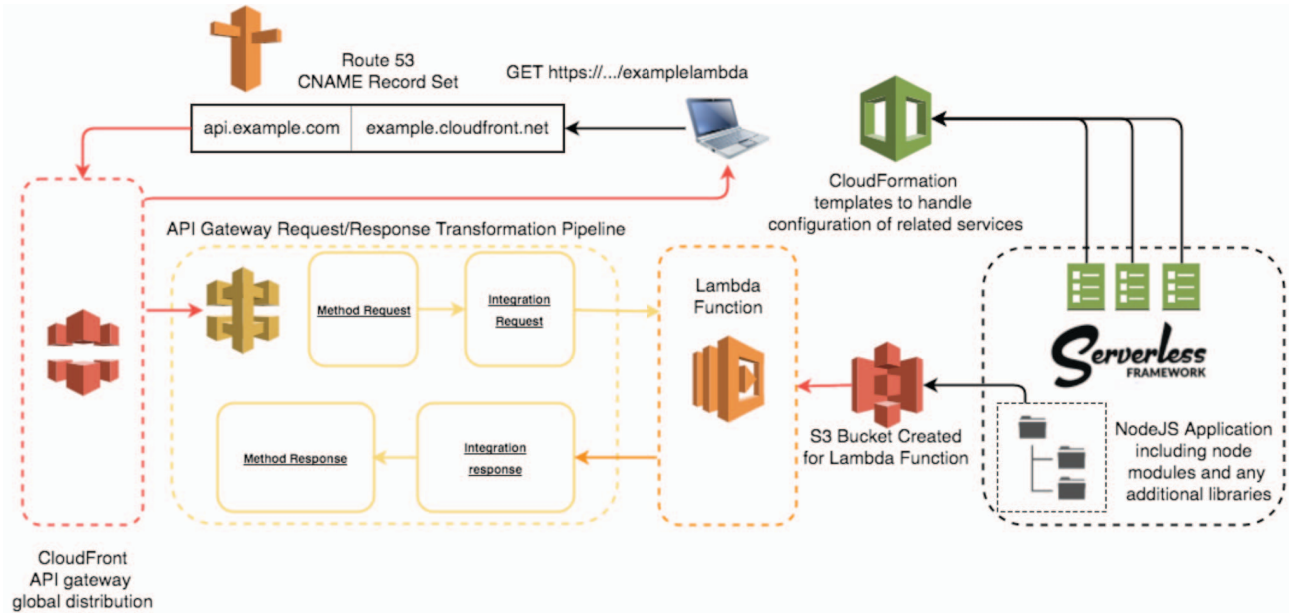 Route 53
CNAME Record Set
GET https://.../examplelambda
api.example.com
example.cloudfront.net
CloudFormation
templates to handle
configuration of related services
API Gateway Request/Response Transformation Pipeline
Method Request
Integration
Request
Lambda
Function
Serverless
FRAMEWORK
Method Response
Integration
response
S3 Bucket Created
for Lambda Function
NodeJS Application
including node
modules and any
additional libraries
CloudFront
API gateway
global distribution